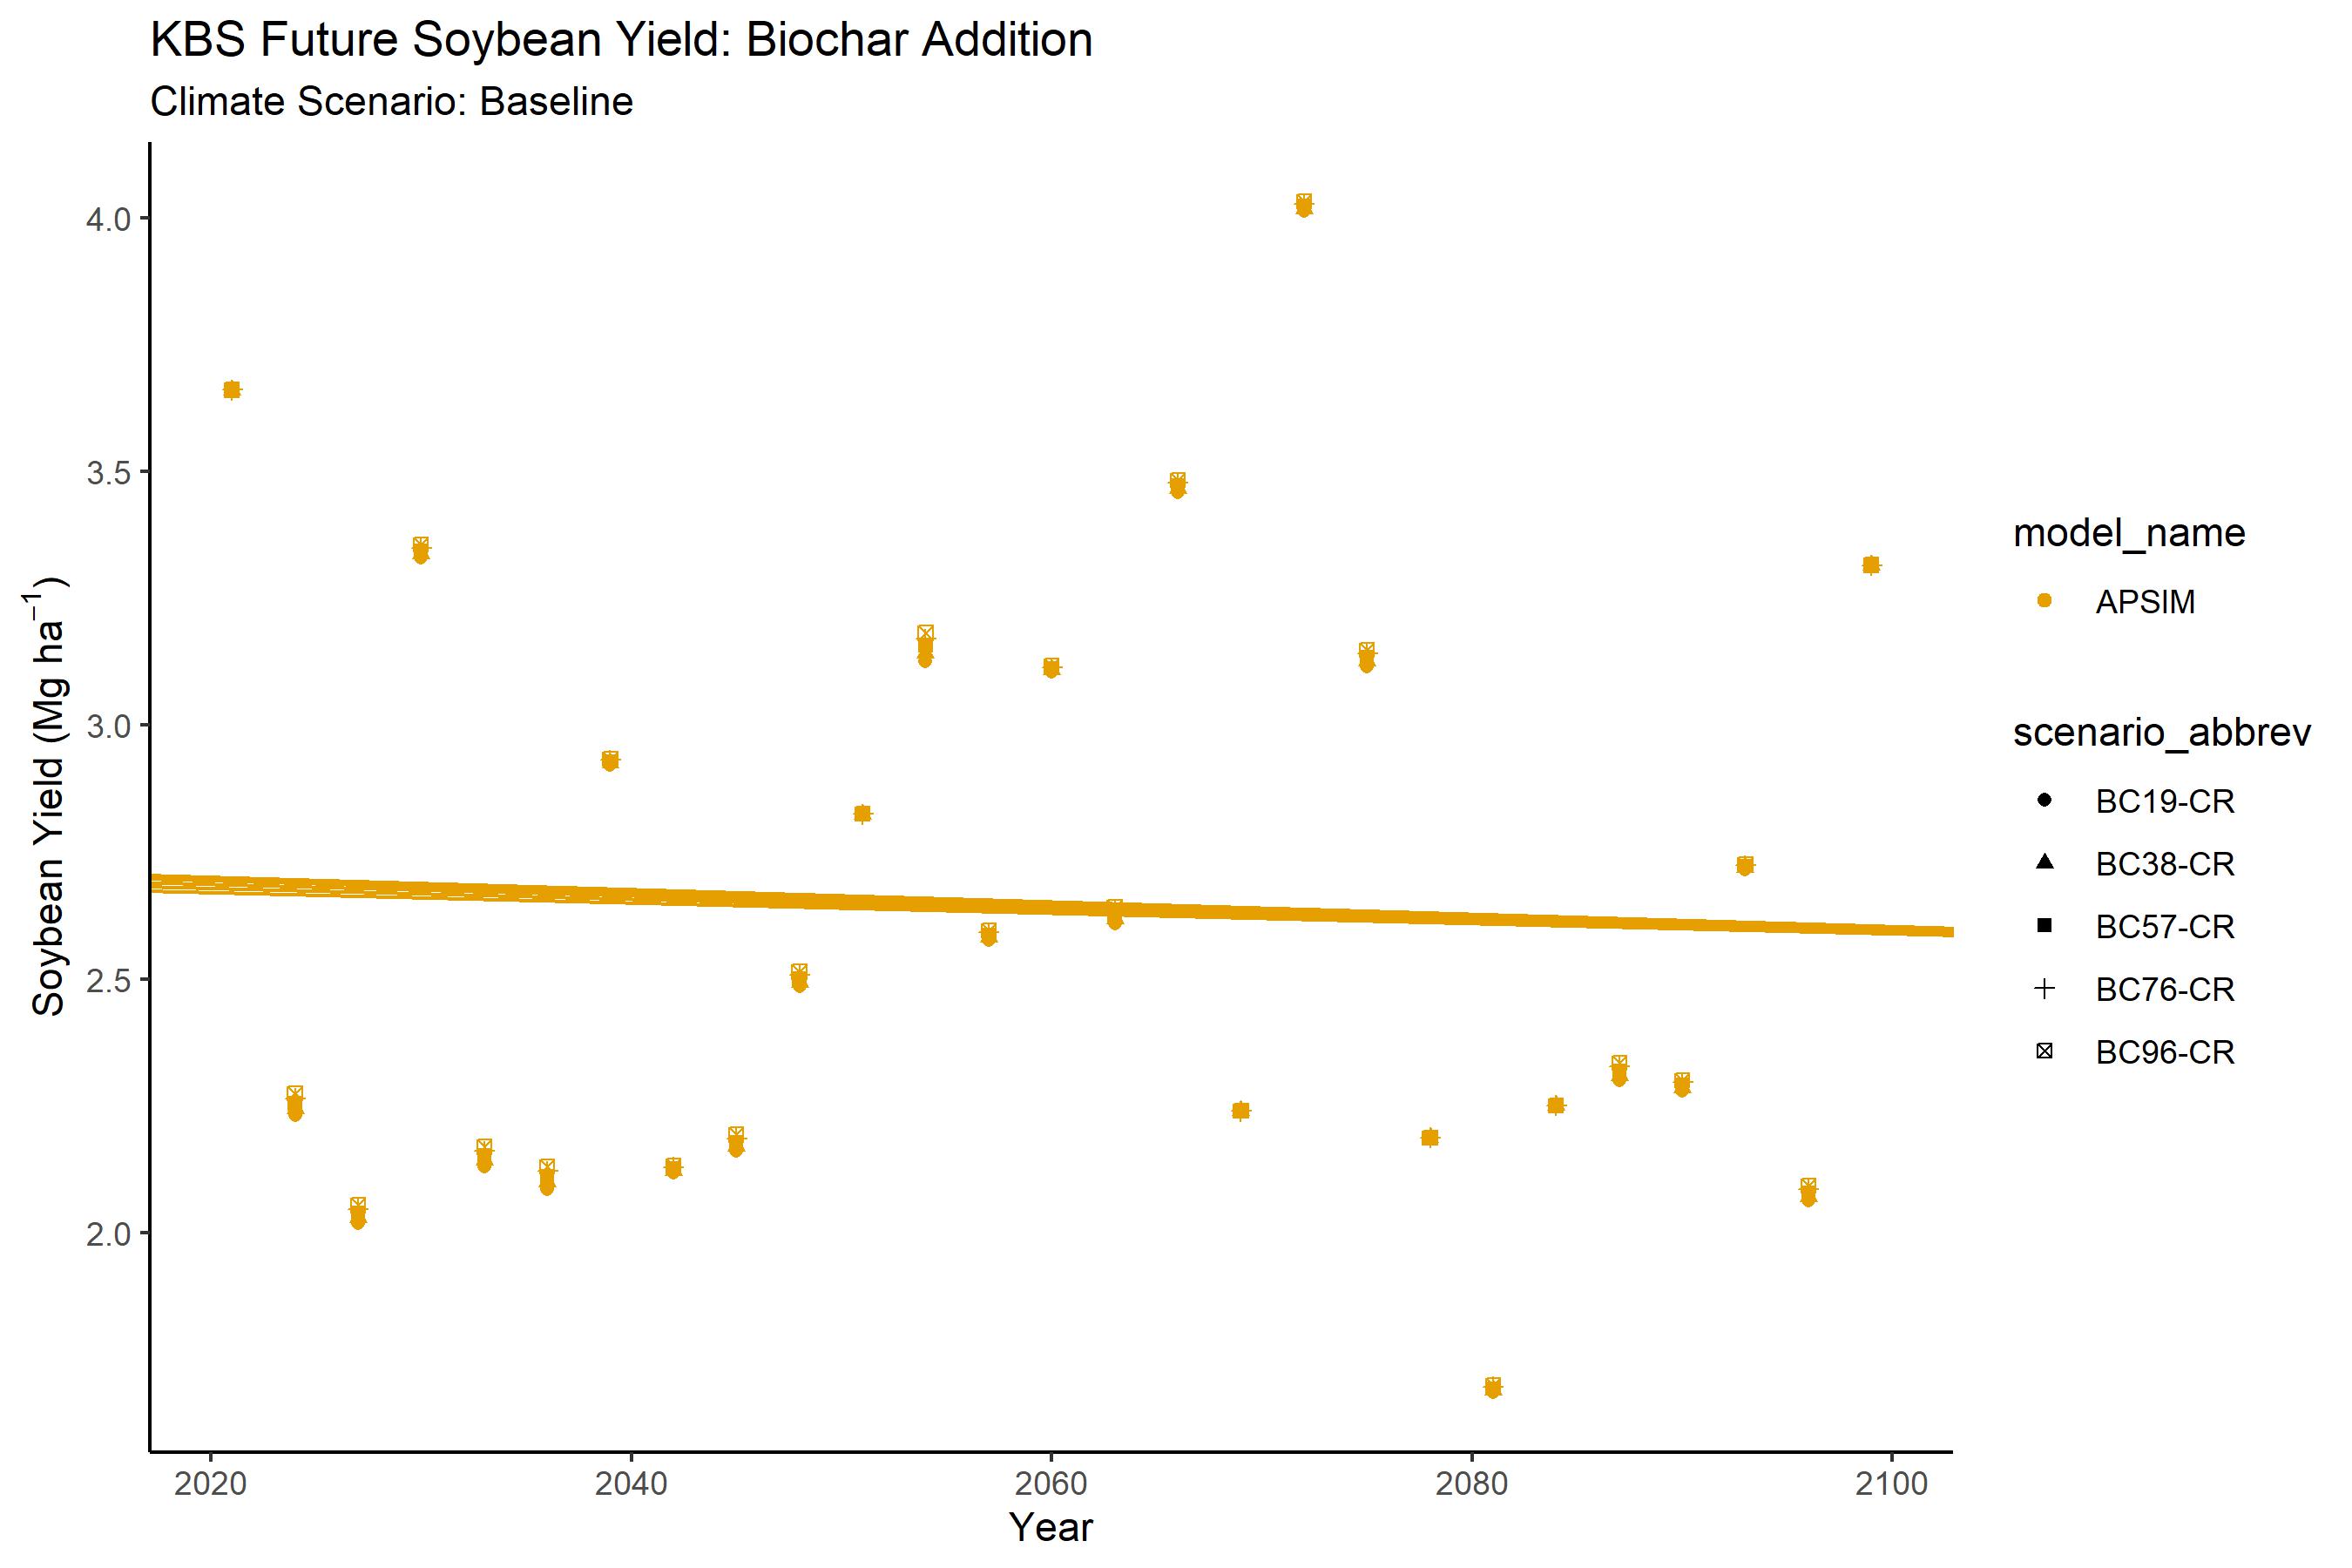 KBS Future Soybean Yield: Biochar Addition
Climate Scenario: Baseline
Soybean Yield (Mg ha⁻¹)
4.0
3.5
3.0
2.5
2.0
2020 2040 2060 2080 2100
Year
model_name
APSIM
scenario_abbrev
BC19-CR
BC38-CR
BC57-CR
BC76-CR
BC96-CR